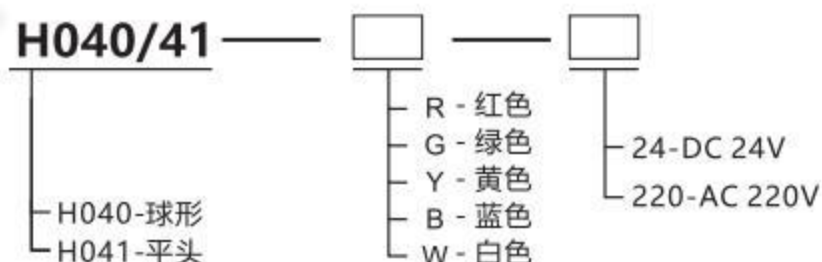 H040/41
R - 红色
G - 绿色
Y - 黄色
B - 蓝色
W - 白色
24-DC 24V
220-AC 220V
H040-球形
H041-平头